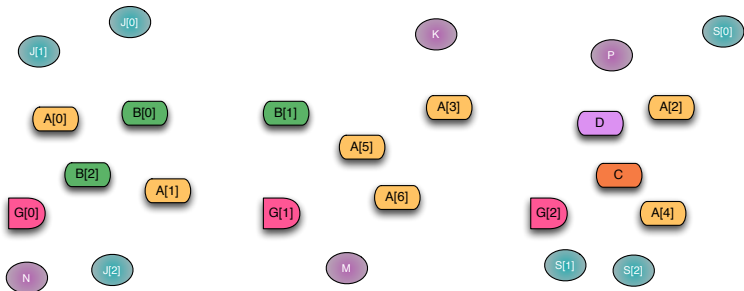 J[0]
J[1]
A[0]
B[0]
B[2]
A[1]
G[0]
N
J[2]
K
B[1]
A[3]
A[5]
A[6]
G[1]
M
S[0]
P
A[2]
D
C
G[2]
A[4]
S[1]
S[2]